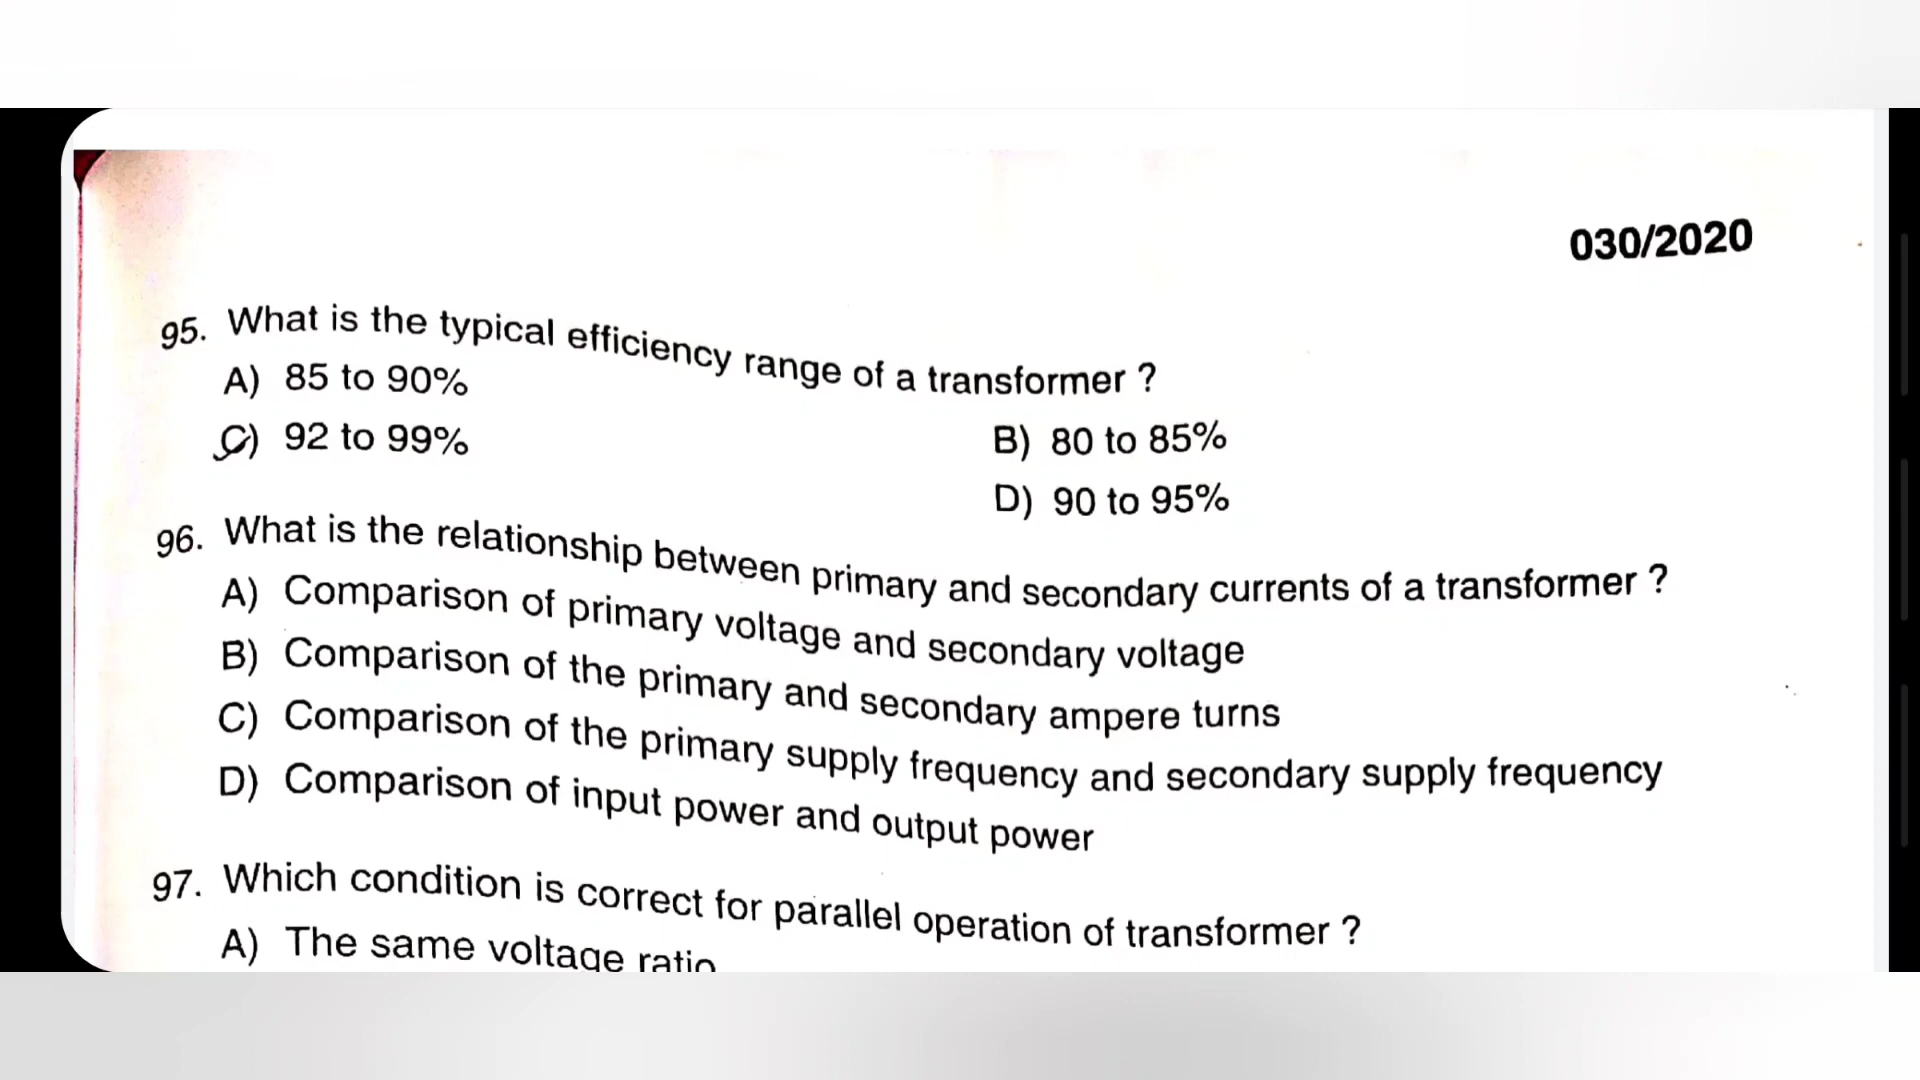 030/2020
95. What is the typical efficiency range of a transformer ?
A) 85 to 90%
B) 80 to 85%
C) 92 to 99%
D) 90 to 95%
96. What is the relationship between primary and secondary currents of a transformer ?
A) Comparison of primary voltage and secondary voltage
B) Comparison of the primary and secondary ampere turns
C) Comparison of the primary supply frequency and secondary supply frequency
D) Comparison of input power and output power
97. Which condition is correct for parallel operation of transformer ?
A) The same voltage ratio